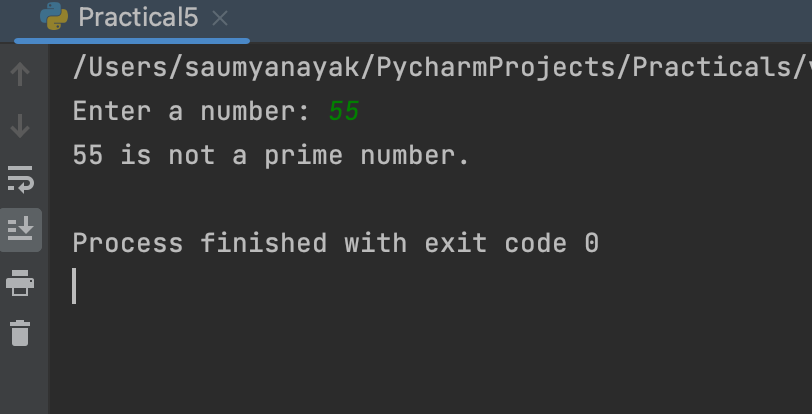 Practical5
/Users/saumyanayak/PycharmProjects/Practicals/
Enter a number: 55
55 is not a prime number.
Process finished with exit code 0